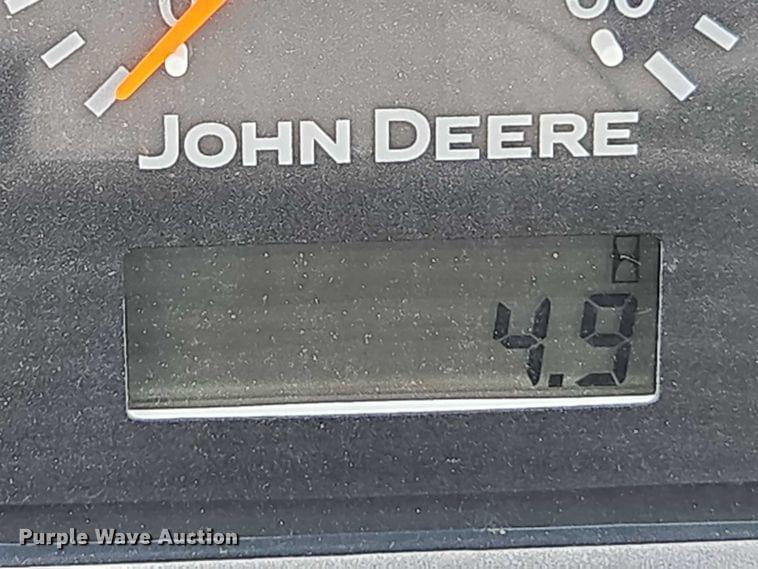 JOHN DEERE
4.9
Purple Wave Auction